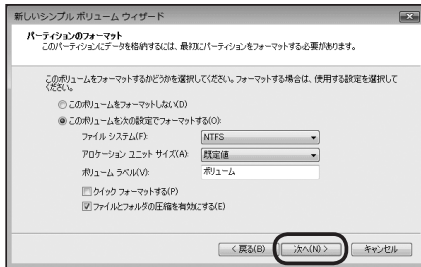 新しいシンプル ボリューム ウィザード
パーティションのフォーマット
このパーティションにデータを格納するには、最初にパーティションをフォーマットする必要があります。
このボリュームをフォーマットするかどうかを選択してください。フォーマットする場合は、使用する設定を選択して
ください。
このボリュームをフォーマットしない(D)
このボリュームを次の設定でフォーマットする(O):
ファイル システム(F): NTFS
アロケーション ユニット サイズ(A): 既定値
ボリューム ラベル(V): ボリューム
クイック フォーマットする(P)
ファイルとフォルダの圧縮を有効にする(E)
< 戻る(B) 次へ(N) > キャンセル